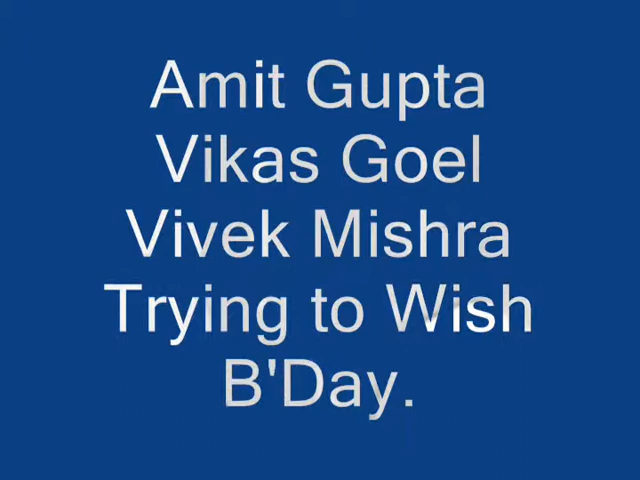 Amit Gupta
Vikas Goel
Vivek Mishra
Trying to Wish
B'Day.